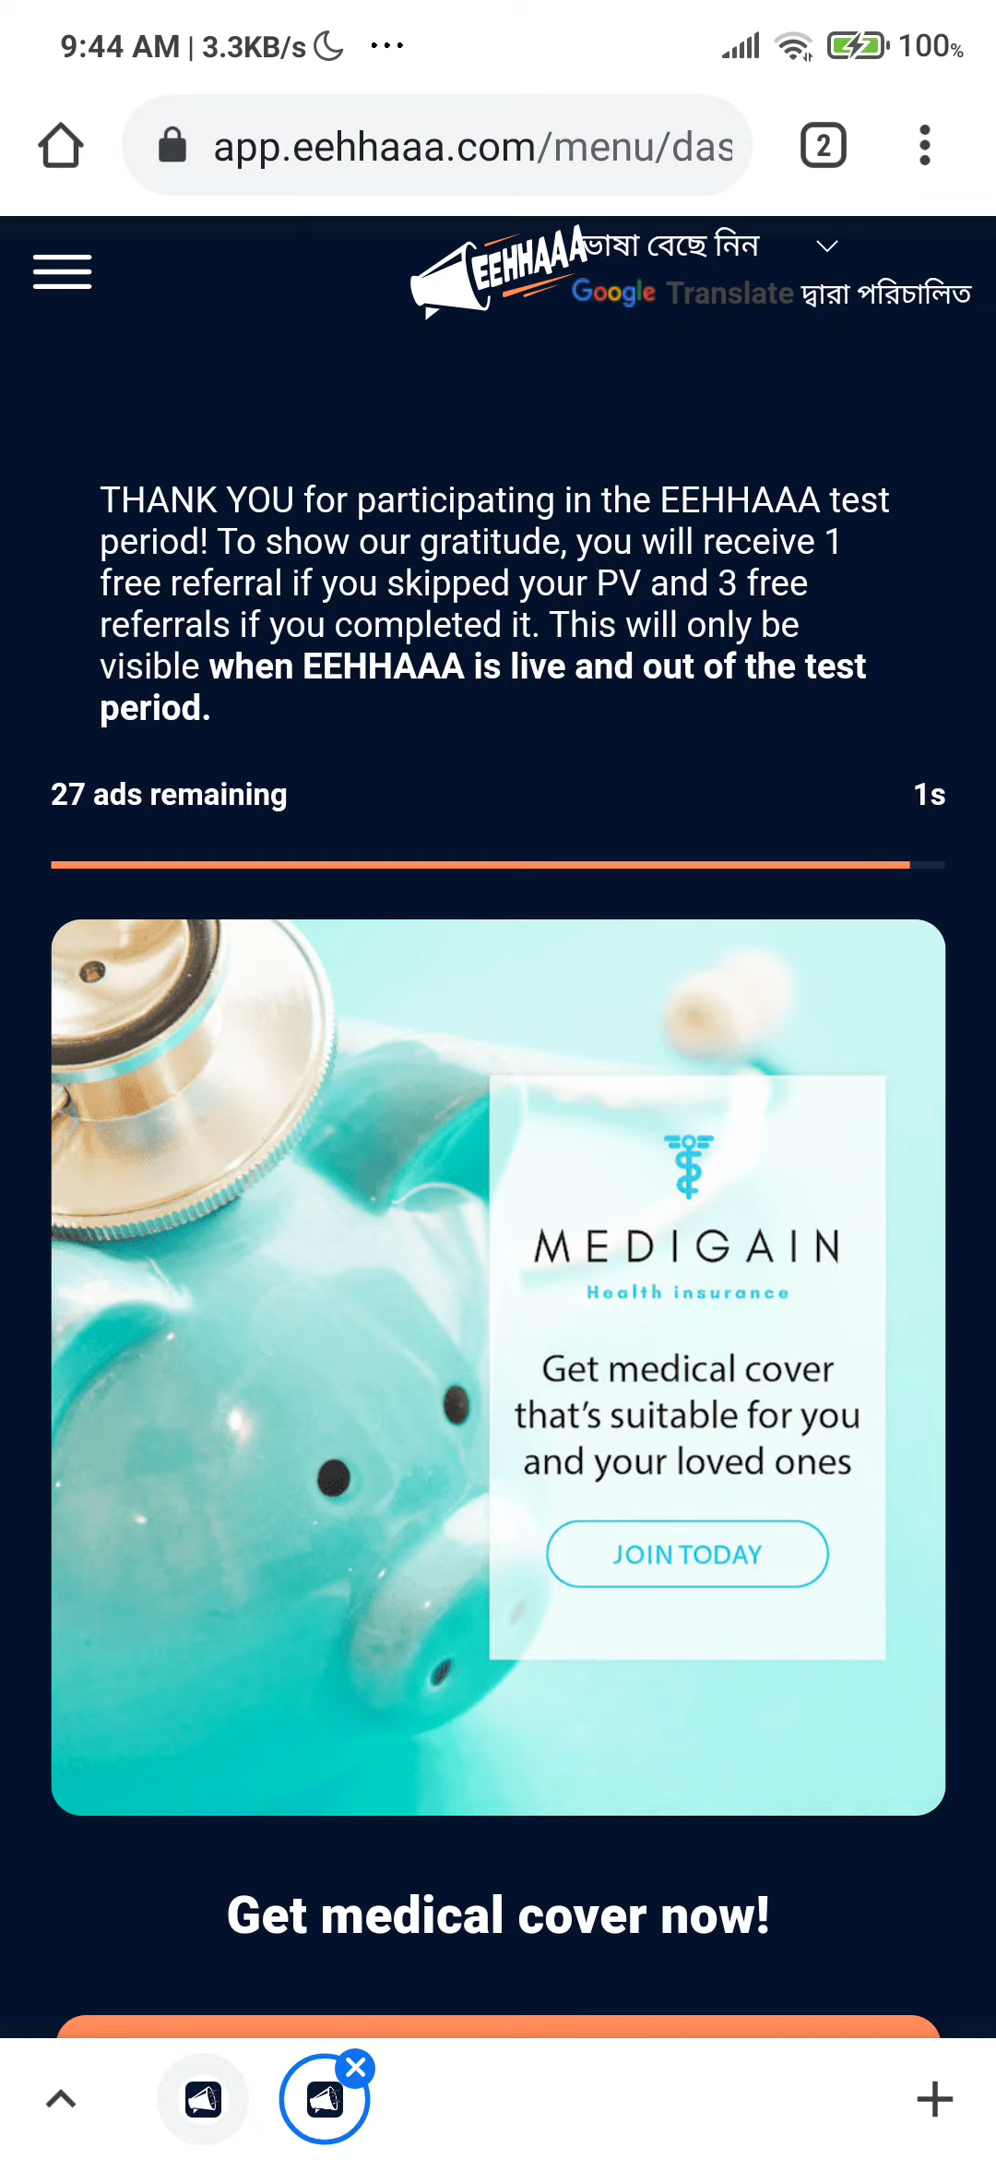 9:44 AM | 3.3KB/s ...
100%
app.eehhaaa.com/menu/das
2
EEHHAAA
ভাষা বেছে নিন
Google Translate দ্বারা পরিচালিত
THANK YOU for participating in the EEHHAAA test
period! To show our gratitude, you will receive 1
free referral if you skipped your PV and 3 free
referrals if you completed it. This will only be
visible when EEHHAAA is live and out of the test
period.
27 ads remaining
1s
MEDIGAIN
Health insurance
Get medical cover
that's suitable for you
and your loved ones
JOIN TODAY
Get medical cover now!